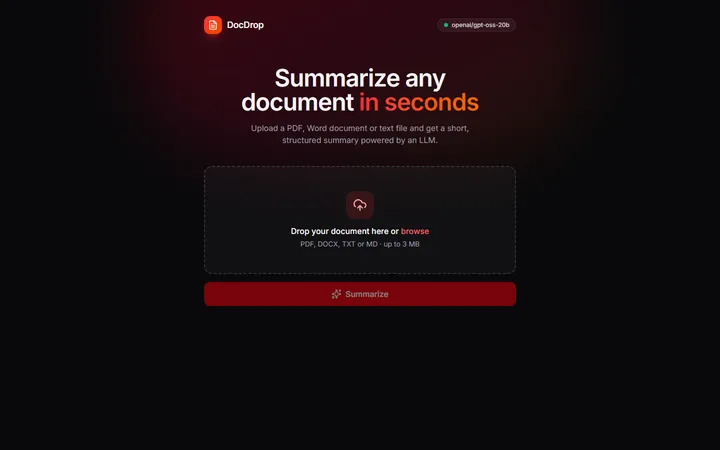 DocDrop
openai/gpt-oss-20b
Summarize any
document in seconds
Upload a PDF, Word document or text file and get a short,
structured summary powered by an LLM.
Drop your document here or browse
PDF, DOCX, TXT or MD · up to 3 MB
Summarize